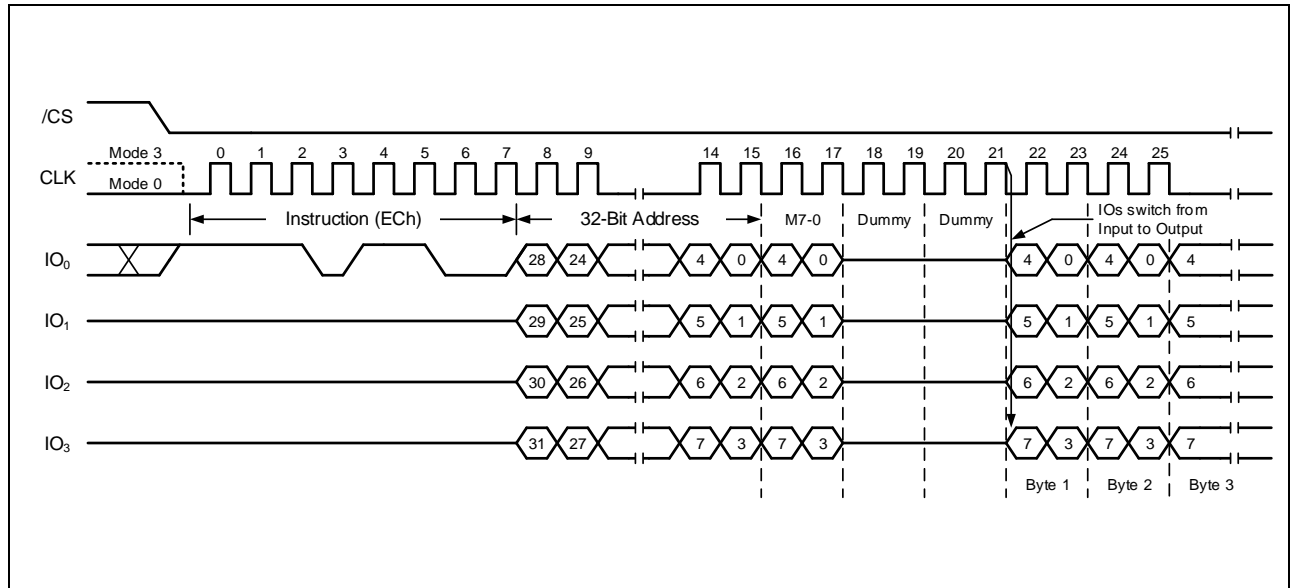 /CS
Mode 3 0 1 2 3 4 5 6 7 8 9 14 15 16 17 18 19 20 21 22 23 24 25
CLK
Mode 0
Instruction (ECh) 32-Bit Address M7-0 Dummy Dummy
IOs switch from
Input to Output
IO₀ 28 24 4 0 4 0 4 0 4 0 4
IO₁ 29 25 5 1 5 1 5 1 5 1 5
IO₂ 30 26 6 2 6 2 6 2 6 2 6
IO₃ 31 27 7 3 7 3 7 3 7 3 7
Byte 1 Byte 2 Byte 3